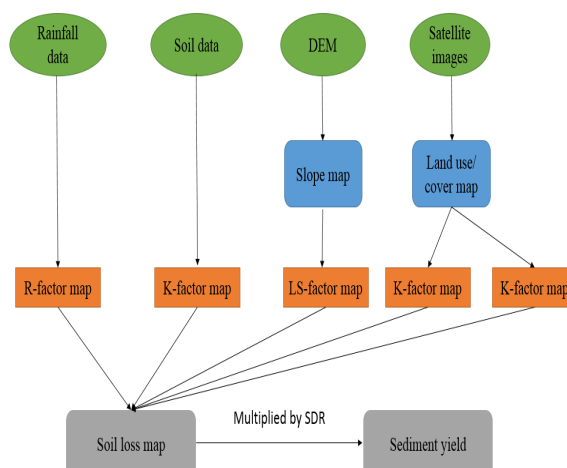 Rainfall
data
Soil data
DEM
Satellite
images
Slope map
Land use/
cover map
R-factor map
K-factor map
LS-factor map
K-factor map
K-factor map
Multiplied by SDR
Soil loss map
Sediment yield